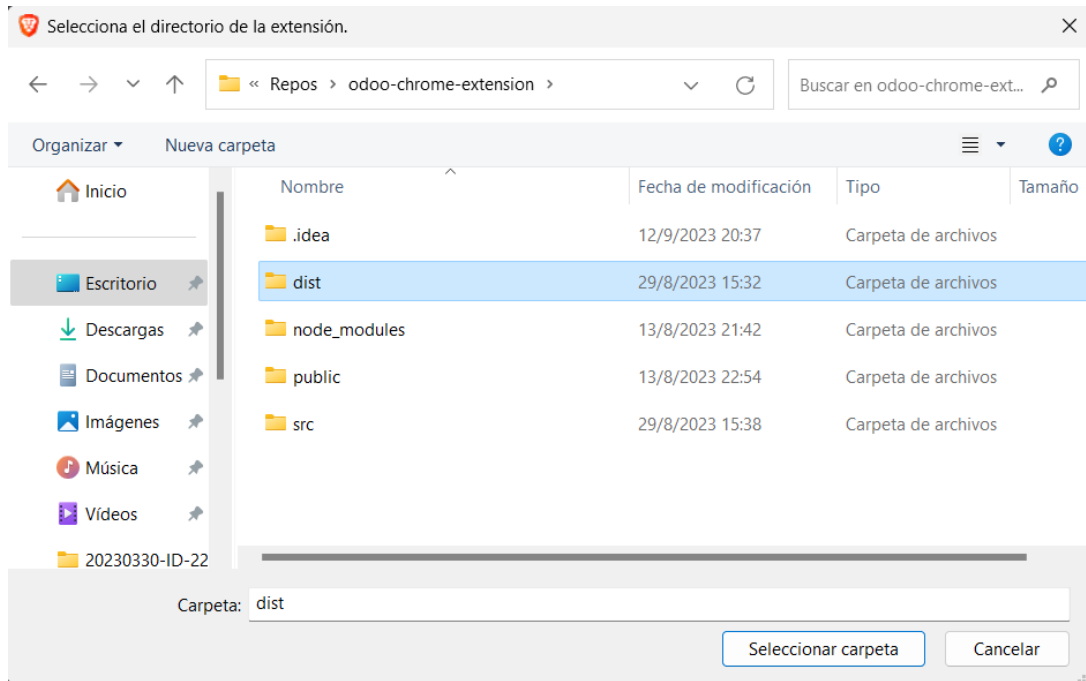 Selecciona el directorio de la extensión.
« Repos > odoo-chrome-extension >
Buscar en odoo-chrome-ext...
Organizar
Nueva carpeta
?
Inicio
Escritorio
Descargas
Documentos
Imágenes
Música
Vídeos
20230330-ID-22
Nombre Fecha de modificación Tipo Tamaño
.idea 12/9/2023 20:37 Carpeta de archivos
dist 29/8/2023 15:32 Carpeta de archivos
node_modules 13/8/2023 21:42 Carpeta de archivos
public 13/8/2023 22:54 Carpeta de archivos
src 29/8/2023 15:38 Carpeta de archivos
Carpeta: dist
Seleccionar carpeta
Cancelar